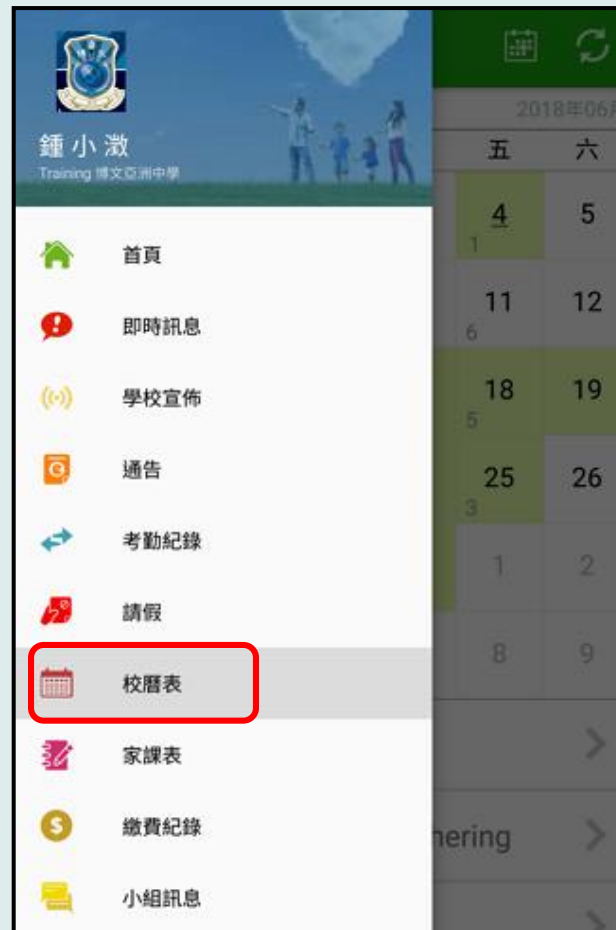 鍾小澂
Training 博文亞洲中學
首頁
即時訊息
學校宣佈
通告
考勤紀錄
請假
校曆表
家課表
繳費紀錄
小組訊息
2018年06月
五 六
4 5
1
11 12
6
18 19
5
25 26
3
1 2
8 9
hering